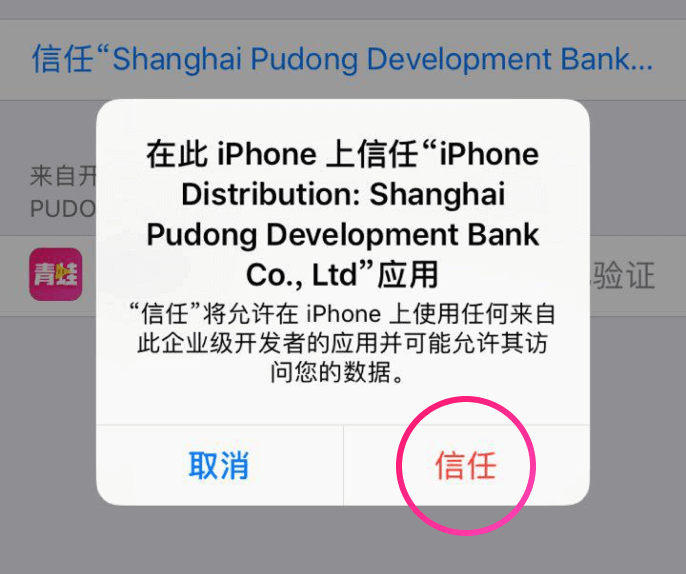 信任“Shanghai Pudong Development Bank...
在此 iPhone 上信任“iPhone
Distribution: Shanghai
Pudong Development Bank
Co., Ltd”应用
“信任”将允许在 iPhone 上使用任何来自
此企业级开发者的应用并可能允许其访
问您的数据。
来自开
PUDO
青蛙
验证
取消
信任